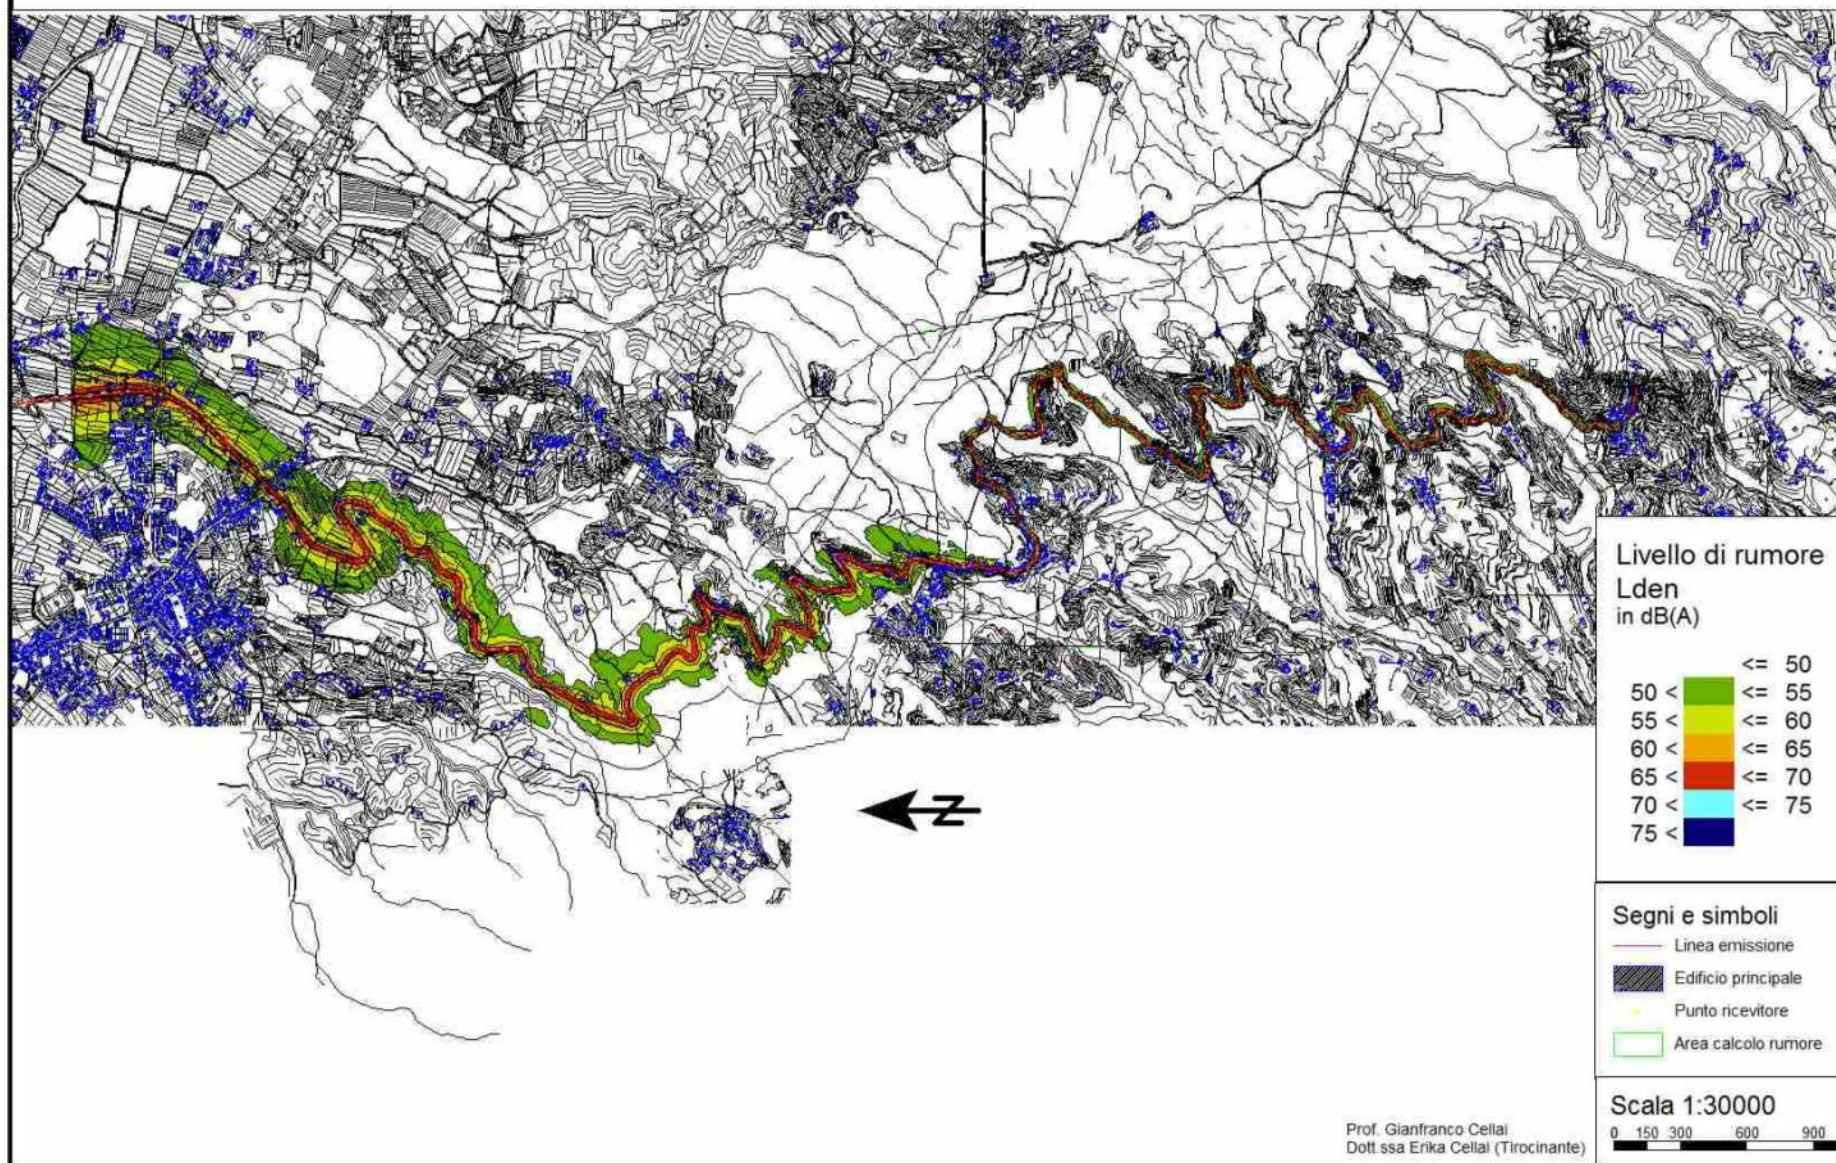 Livello di rumore
Lden
in dB(A)
<= 50
50 < <= 55
55 < <= 60
60 < <= 65
65 < <= 70
70 < <= 75
75 <
Segni e simboli
Linea emissione
Edificio principale
Punto ricevitore
Area calcolo rumore
Scala 1:30000
0 150 300 600 900
Prof. Gianfranco Cellai
Dott.ssa Erika Cellai (Tirocinante)
Z